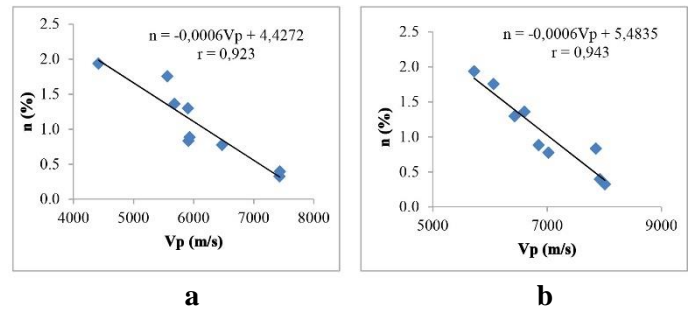 n = -0,0006Vp + 4,4272
r = 0,923
2.5
2.0
1.5
1.0
0.5
0.0
n (%)
4000 5000 6000 7000 8000
Vp (m/s)
a
n = -0,0006Vp + 5,4835
r = 0,943
2.5
2.0
1.5
1.0
0.5
0.0
n (%)
5000 7000 9000
Vp (m/s)
b